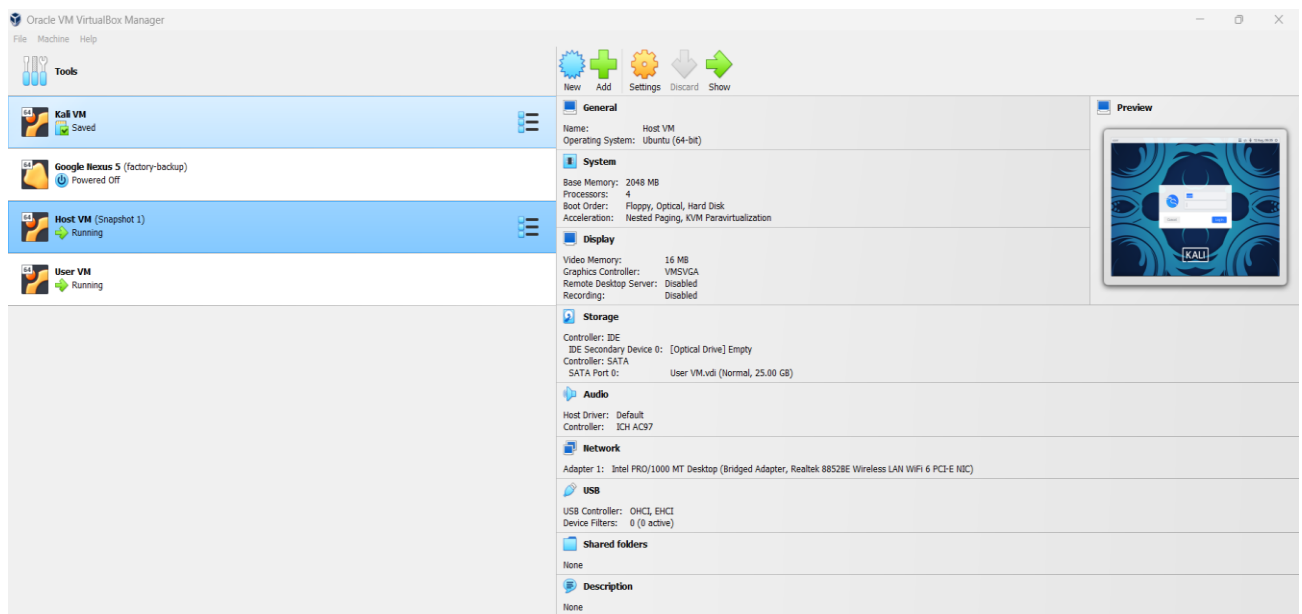 Oracle VM VirtualBox Manager
File Machine Help
Tools
New Add Settings Discard Show
64
Kali VM
Saved
64
Google Nexus 5 (factory-backup)
Powered Off
64
Host VM (Snapshot 1)
Running
64
User VM
Running
General
Name: Host VM
Operating System: Ubuntu (64-bit)
System
Base Memory: 2048 MB
Processors: 4
Boot Order: Floppy, Optical, Hard Disk
Acceleration: Nested Paging, KVM Paravirtualization
Display
Video Memory: 16 MB
Graphics Controller: VMSVGA
Remote Desktop Server: Disabled
Recording: Disabled
Preview
KALI
Storage
Controller: IDE
IDE Secondary Device 0: [Optical Drive] Empty
Controller: SATA
SATA Port 0: User VM.vdi (Normal, 25.00 GB)
Audio
Host Driver: Default
Controller: ICH AC97
Network
Adapter 1: Intel PRO/1000 MT Desktop (Bridged Adapter, Realtek 8852BE Wireless LAN WiFi 6 PCI-E NIC)
USB
USB Controller: OHCI, EHCI
Device Filters: 0 (0 active)
Shared folders
None
Description
None